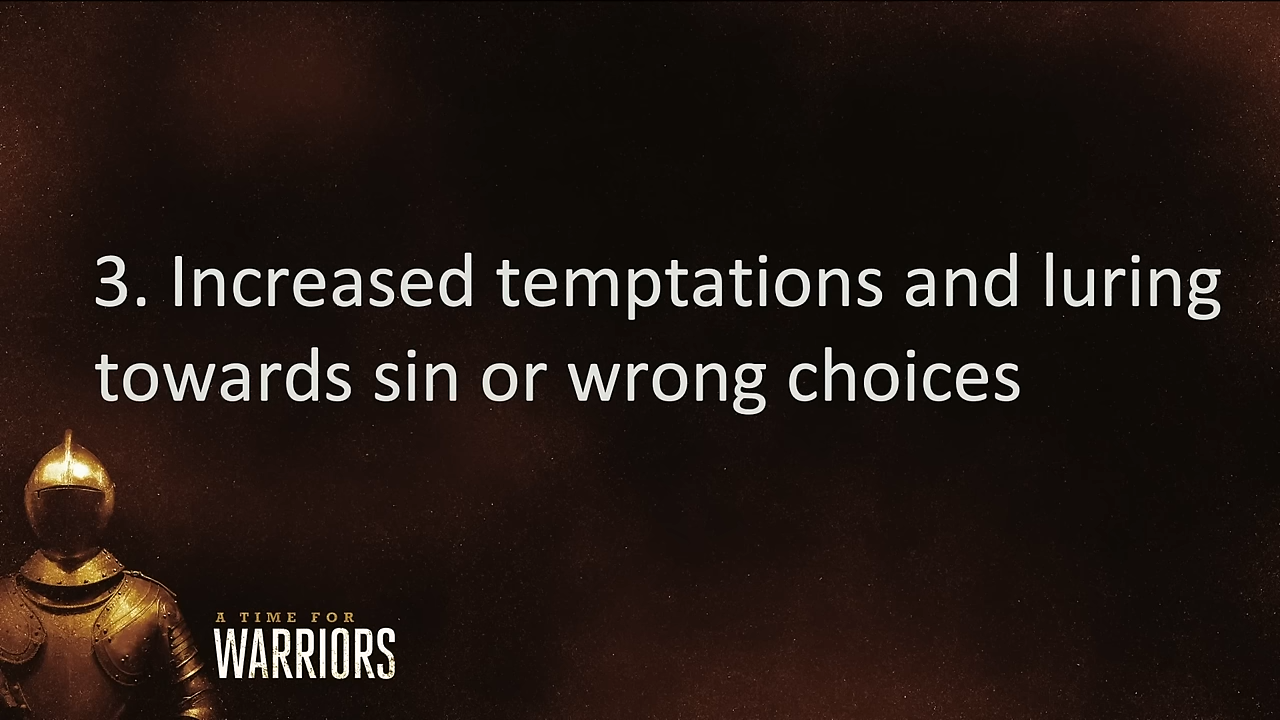 3. Increased temptations and luring
towards sin or wrong choices
A TIME FOR
WARRIORS